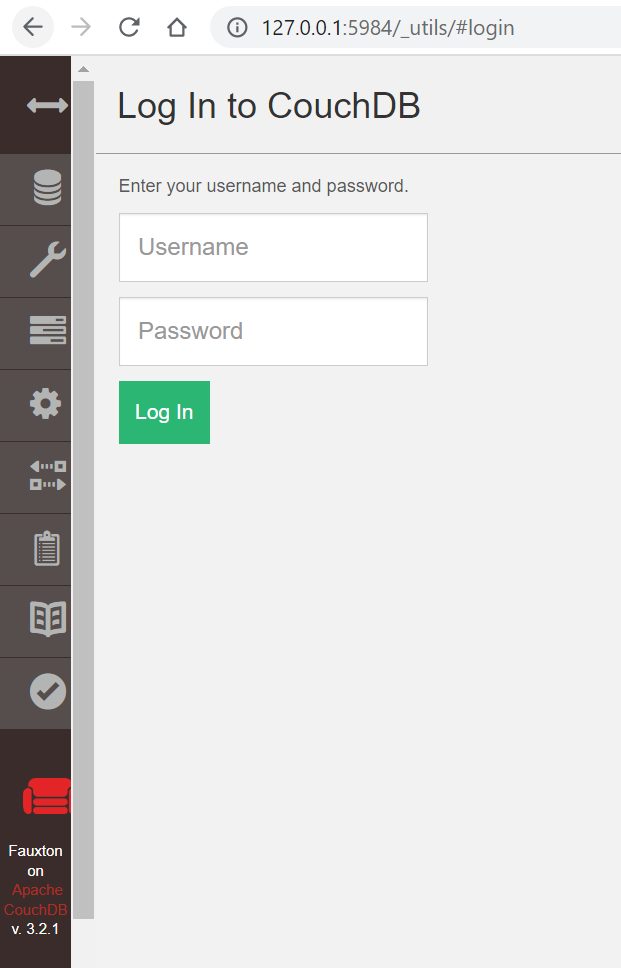 127.0.0.1:5984/_utils/#login
Log In to CouchDB
Enter your username and password.
Username
Password
Log In
Fauxton
on
Apache
CouchDB
v. 3.2.1